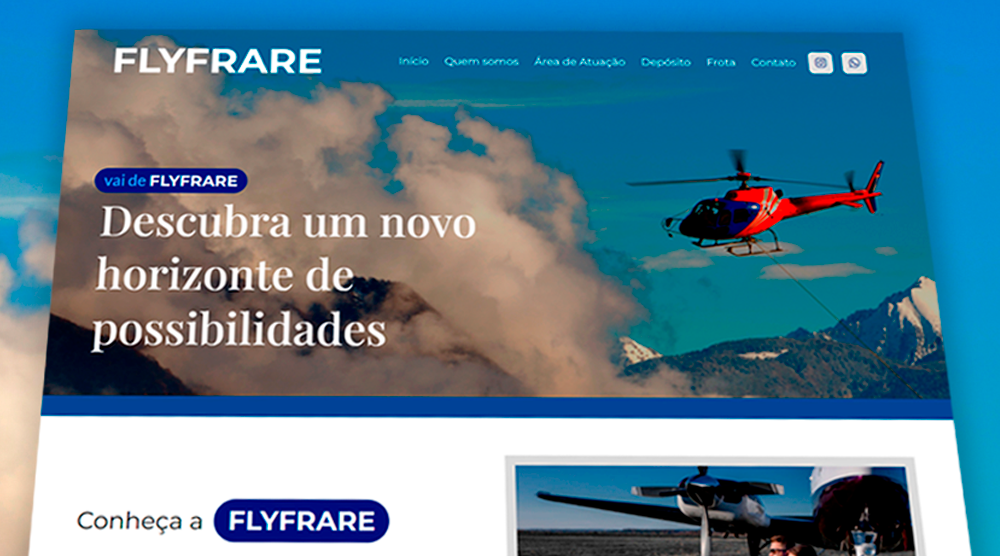 FLYFRARE
Início Quem somos Área de Atuação Depósito Frota Contato
vai de FLYFRARE
Descubra um novo
horizonte de
possibilidades
Conheça a FLYFRARE